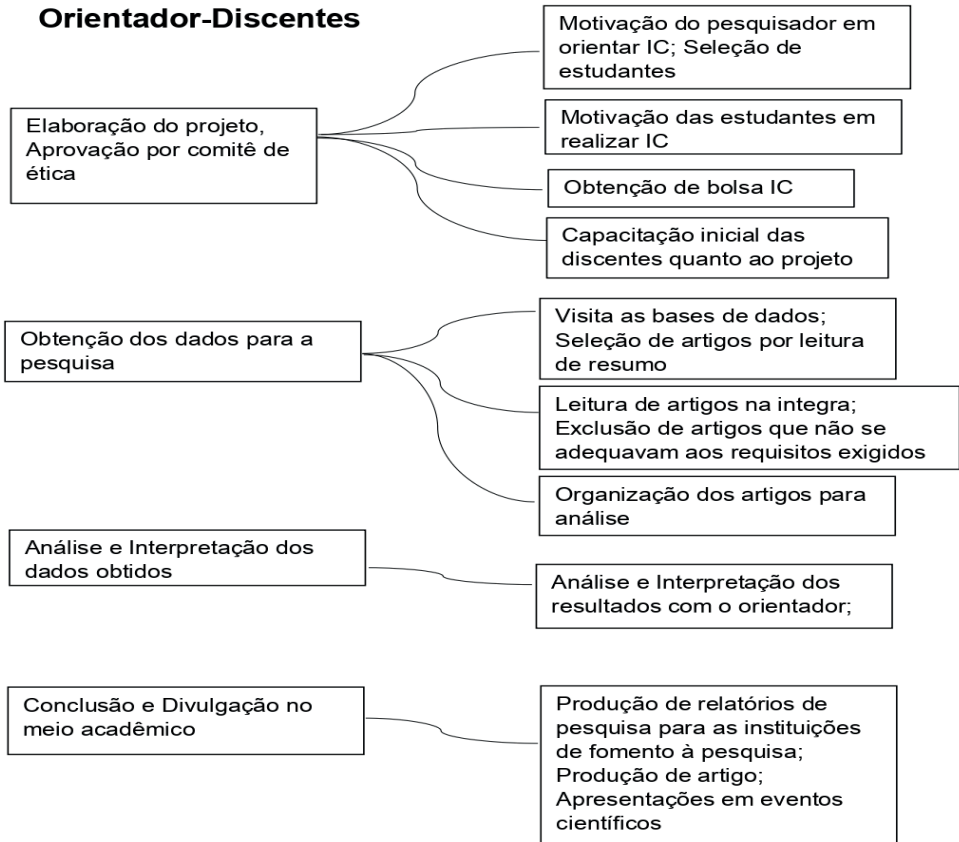 Orientador-Discentes
Elaboração do projeto,
Aprovação por comitê de
ética
Motivação do pesquisador em
orientar IC; Seleção de
estudantes
Motivação das estudantes em
realizar IC
Obtenção de bolsa IC
Capacitação inicial das
discentes quanto ao projeto
Obtenção dos dados para a
pesquisa
Visita as bases de dados;
Seleção de artigos por leitura
de resumo
Leitura de artigos na integra;
Exclusão de artigos que não se
adequavam aos requisitos exigidos
Organização dos artigos para
análise
Análise e Interpretação dos
dados obtidos
Análise e Interpretação dos
resultados com o orientador;
Conclusão e Divulgação no
meio acadêmico
Produção de relatórios de
pesquisa para as instituições
de fomento à pesquisa;
Produção de artigo;
Apresentações em eventos
científicos